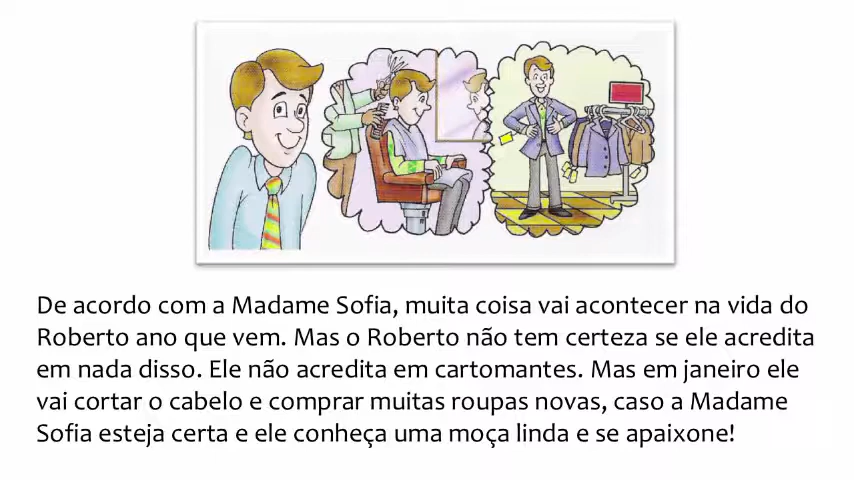 De acordo com a Madame Sofia, muita coisa vai acontecer na vida do
Roberto ano que vem. Mas o Roberto não tem certeza se ele acredita
em nada disso. Ele não acredita em cartomantes. Mas em janeiro ele
vai cortar o cabelo e comprar muitas roupas novas, caso a Madame
Sofia esteja certa e ele conheça uma moça linda e se apaixone!